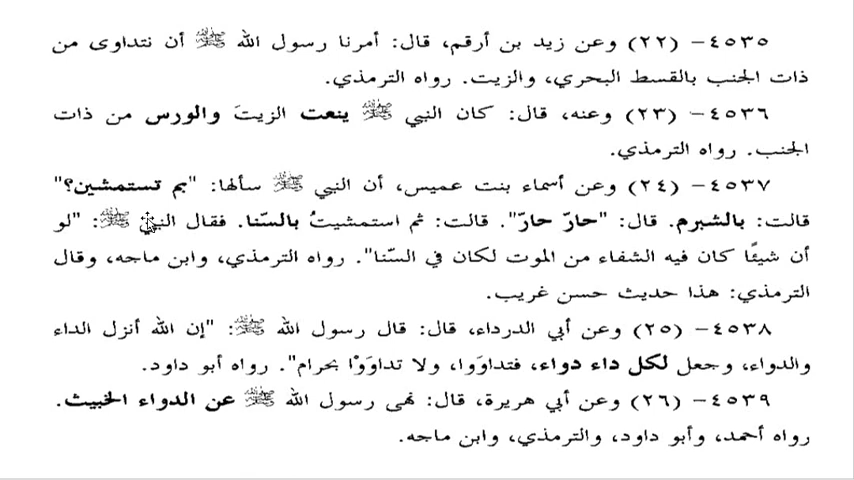 ٤٥٣٥- (٢٢) وعن زيد بن أرقم، قال: أمرنا رسول الله ﷺ أن نتداوى من
ذات الجنب بالقسط البحري، والزيت. رواه الترمذي.
٤٥٣٦- (٢٣) وعنه، قال: كان النبي ﷺ ينعت الزيتَ والورس من ذات
الجنب. رواه الترمذي.
٤٥٣٧- (٢٤) وعن أسماء بنت عميس، أن النبي ﷺ سألها: "بم تستمشين؟"
قالت: بالشبرم. قال: "حارّ حارّ". قالت: ثم استمشيتُ بالسّنا. فقال النبي ﷺ: "لو
أن شيئًا كان فيه الشفاء من الموت لكان في السّنا". رواه الترمذي، وابن ماجه، وقال
الترمذي: هذا حديث حسن غريب.
٤٥٣٨- (٢٥) وعن أبي الدرداء، قال: قال رسول الله ﷺ: "إن الله أنزل الداء
والدواء، وجعل لكل داء دواء، فتداوَوا، ولا تداوَوْا بحرام". رواه أبو داود.
٤٥٣٩- (٢٦) وعن أبي هريرة، قال: نهى رسول الله ﷺ عن الدواء الخبيث.
رواه أحمد، وأبو داود، والترمذي، وابن ماجه.